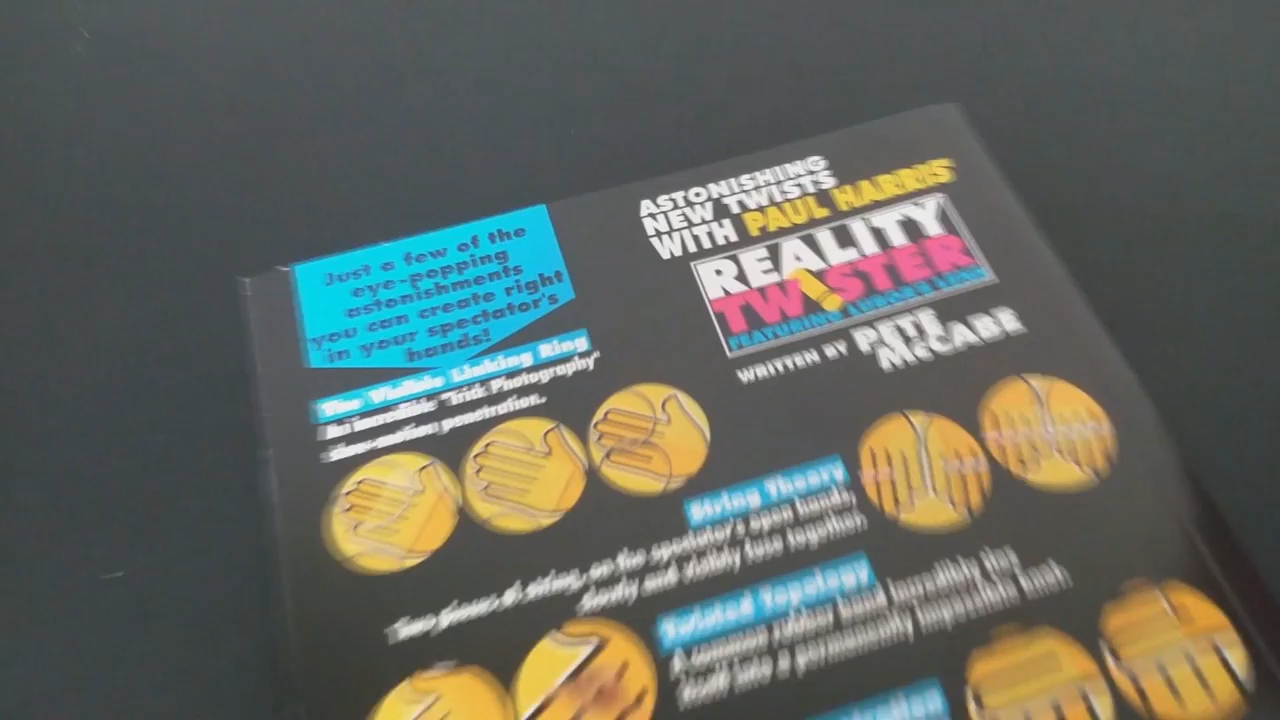 Just a few of the
eye-popping
astonishments
you can create right
in your spectator's
hands!
The Visible Linking Ring
An incredible "Trick Photography"
slow-motion penetration.
ASTONISHING
NEW TWISTS
WITH PAUL HARRIS
REALITY
TWISTER
FEATURING
WRITTEN BY PETE
McCABE
String Theory
Two pieces of string, on the spectator's open hands,
slowly and visibly fuse together.
Twisted Topology
A common rubber band incredibly ties
itself into a permanently impossible knot.